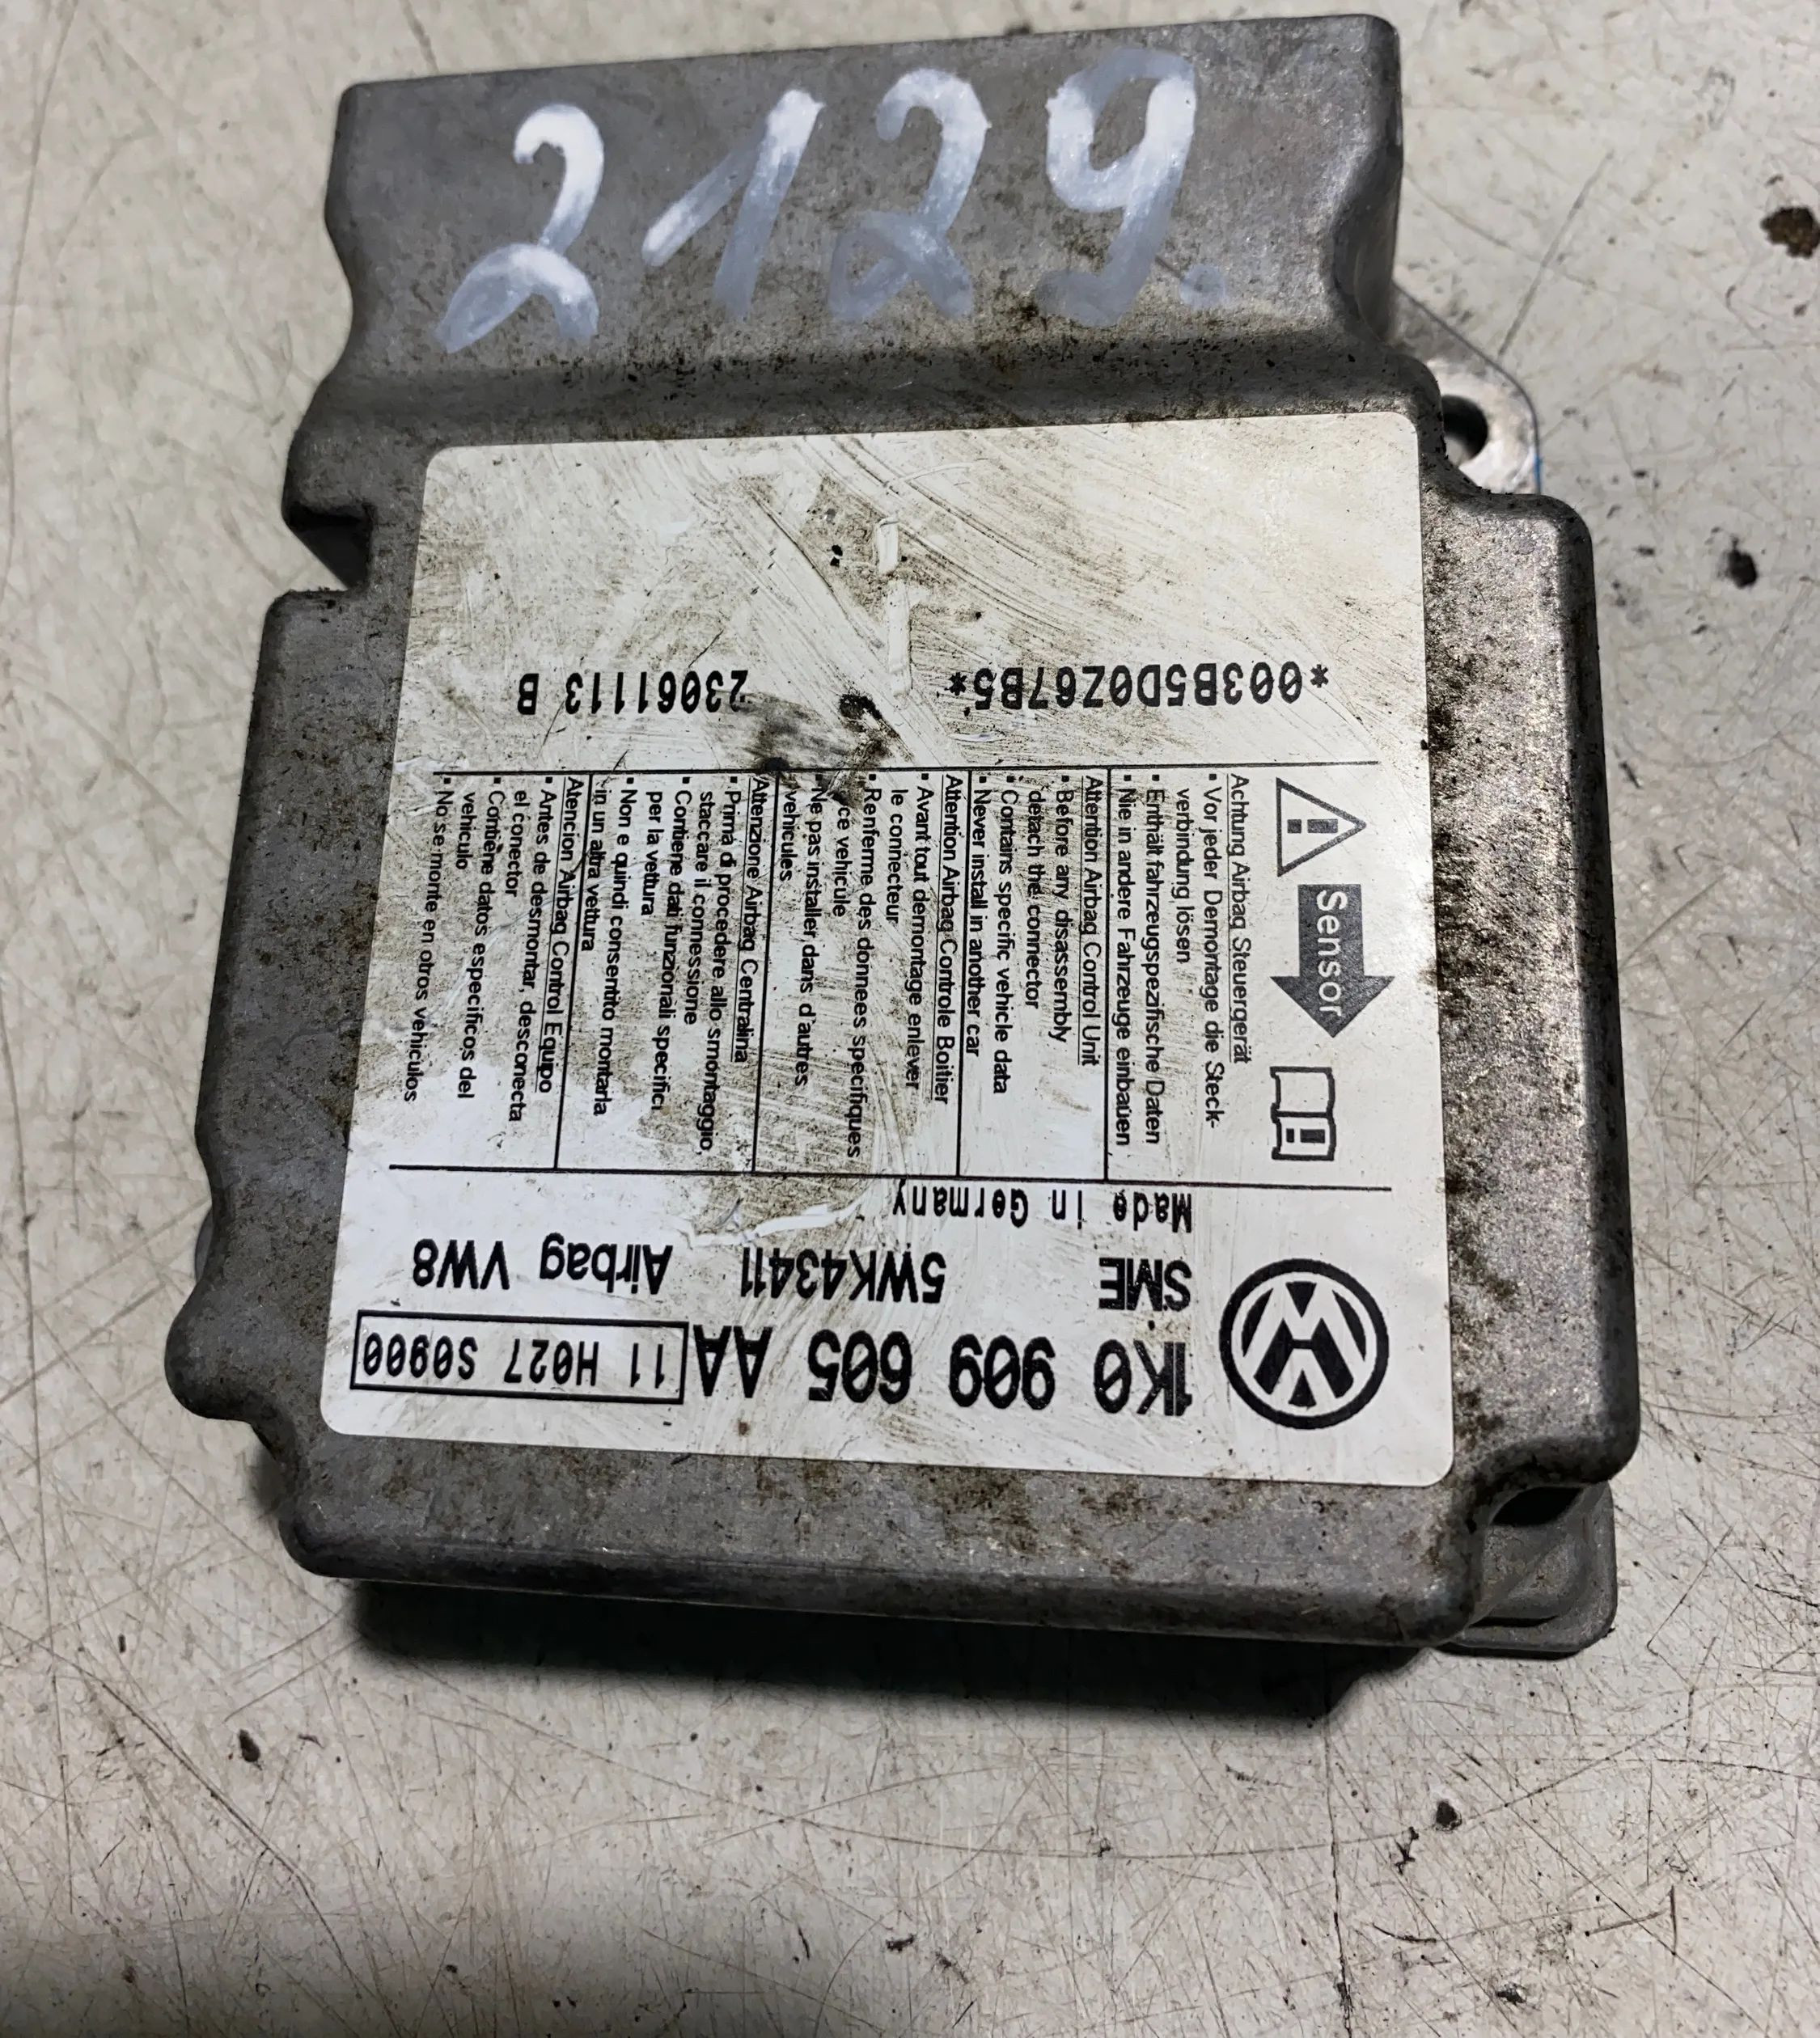 2129.
1K0 909 605 AA 11 H027 S0900
SME 5WK43411 Airbag VW8
Made in Germany
Sensor
Achtung Airbag Steuergerät
▪ Vor jeder Demontage die Steck-
verbindung lösen
▪ Enthält fahrzeugspezifische Daten
▪ Nie in andere Fahrzeuge einbauen
Attention Airbag Control Unit
▪ Before any disassembly
detach the connector
▪ Contains specific vehicle data
▪ Never install in another car
Attention Airbag Controle Boitier
▪ Avant tout demontage enlever
le connecteur
▪ Renferme des donnees specifiques
ce vehicule
▪ Ne pas installer dans d'autres
vehicules
Attenzione Airbag Centralina
▪ Prima di procedere allo smontaggio,
staccare il connessione
▪ Contiene dati funzionali specifici
per la vettura
▪ Non e quindi consentito montarla
in un altra vettura
Atencion Airbag Control Equipo
▪ Antes de desmontar, desconecta
el conector
▪ Contiene datos especificos del
vehiculo
▪ No se monte en otros vehiculos
*003B5D0Z67B5* 23061113 B